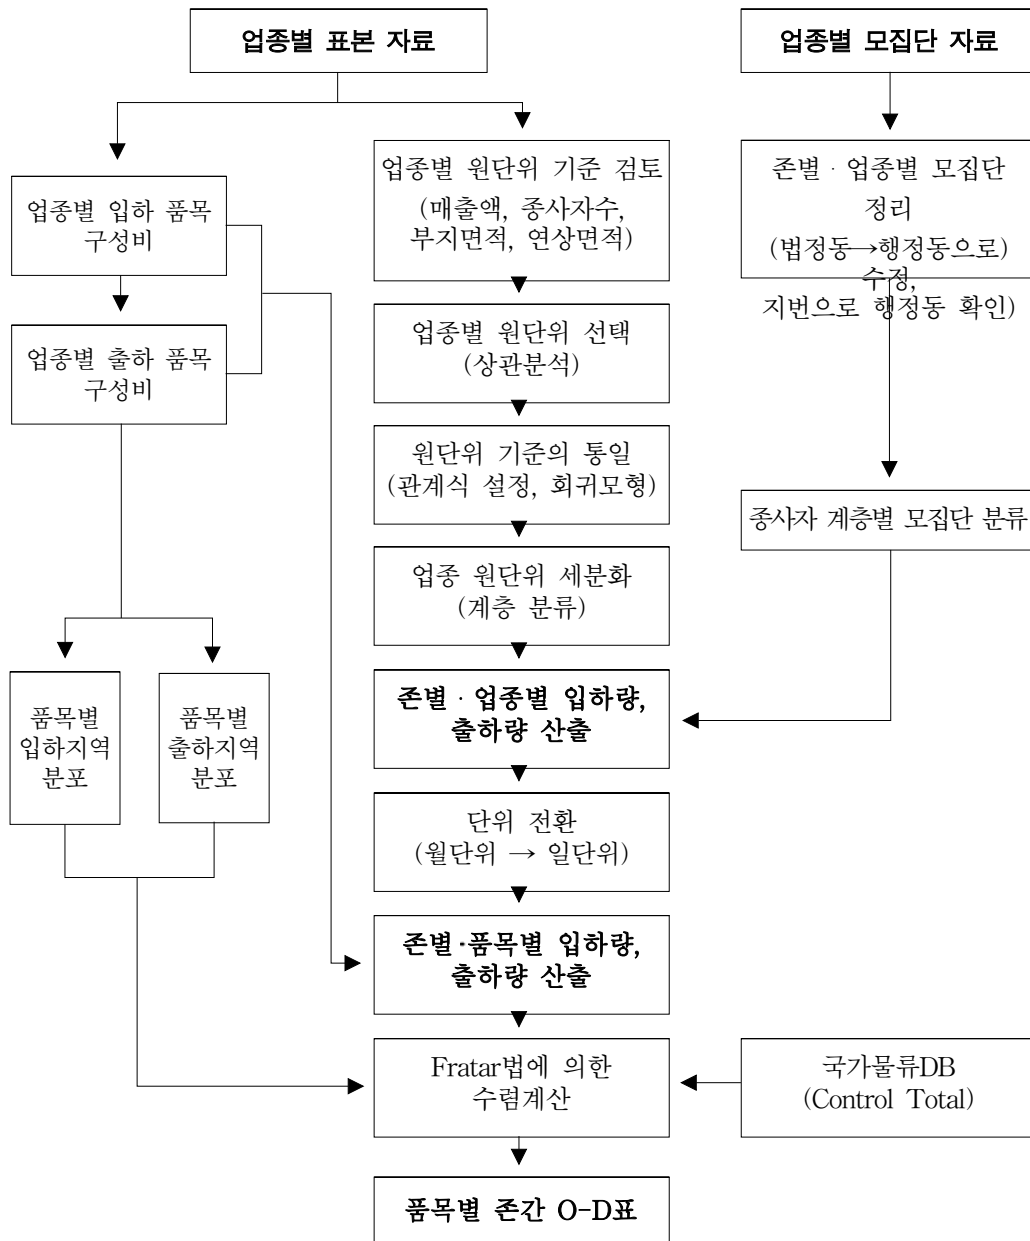 업종별 표본 자료
업종별 모집단 자료
업종별 입하 품목
구성비
업종별 출하 품목
구성비
품목별
입하지역
분포
품목별
출하지역
분포
업종별 원단위 기준 검토
(매출액, 종사자수,
부지면적, 연상면적)
업종별 원단위 선택
(상관분석)
원단위 기준의 통일
(관계식 설정, 회귀모형)
업종 원단위 세분화
(계층 분류)
존별 · 업종별 입하량,
출하량 산출
단위 전환
(월단위 → 일단위)
존별·품목별 입하량,
출하량 산출
Fratar법에 의한
수렴계산
품목별 존간 O-D표
존별 · 업종별 모집단
정리
(법정동→행정동으로)
수정,
지번으로 행정동 확인)
종사자 계층별 모집단 분류
국가물류DB
(Control Total)